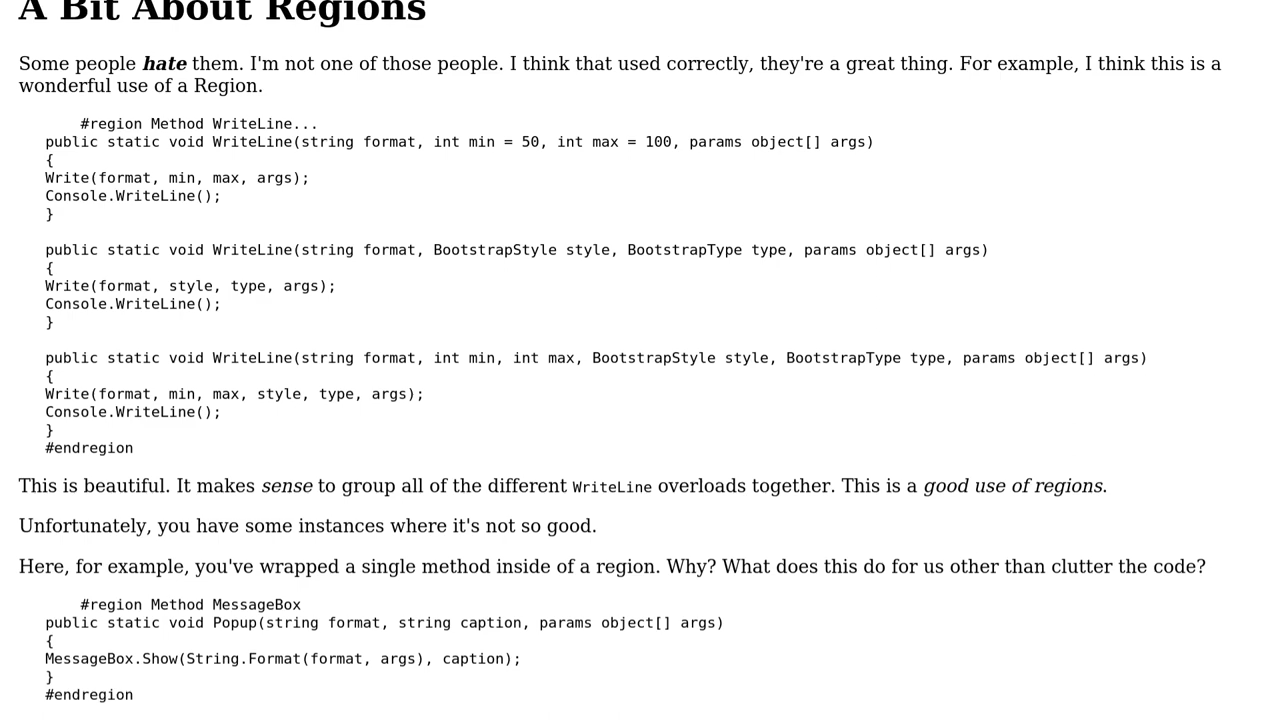 A Bit About Regions
Some people hate them. I'm not one of those people. I think that used correctly, they're a great thing. For example, I think this is a
wonderful use of a Region.
#region Method WriteLine...
public static void WriteLine(string format, int min = 50, int max = 100, params object[] args)
{
Write(format, min, max, args);
Console.WriteLine();
}
public static void WriteLine(string format, BootstrapStyle style, BootstrapType type, params object[] args)
{
Write(format, style, type, args);
Console.WriteLine();
}
public static void WriteLine(string format, int min, int max, BootstrapStyle style, BootstrapType type, params object[] args)
{
Write(format, min, max, style, type, args);
Console.WriteLine();
}
#endregion
This is beautiful. It makes sense to group all of the different WriteLine overloads together. This is a good use of regions.
Unfortunately, you have some instances where it's not so good.
Here, for example, you've wrapped a single method inside of a region. Why? What does this do for us other than clutter the code?
#region Method MessageBox
public static void Popup(string format, string caption, params object[] args)
{
MessageBox.Show(String.Format(format, args), caption);
}
#endregion